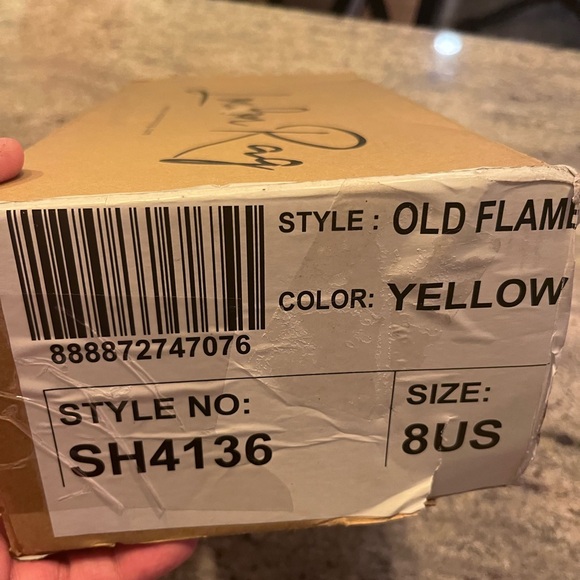 STYLE : OLD FLAME
COLOR: YELLOW
888872747076
STYLE NO:
SH4136
SIZE:
8US